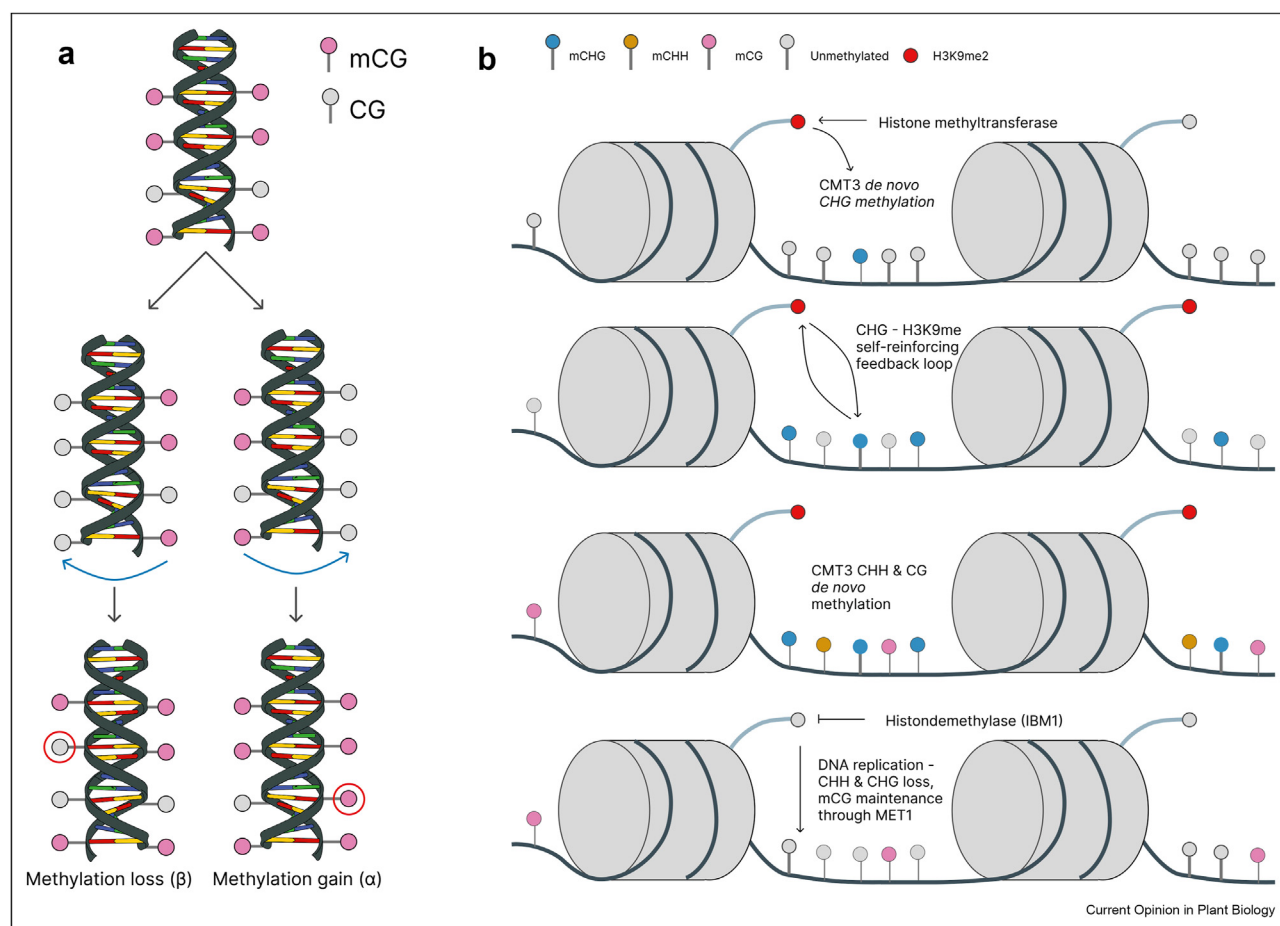 a
mCG
CG
Methylation loss (β)
Methylation gain (α)
b
mCHG
mCHH
mCG
Unmethylated
H3K9me2
Histone methyltransferase
CMT3 de novo
CHG methylation
CHG - H3K9me
self-reinforcing
feedback loop
CMT3 CHH & CG
de novo
methylation
Histondemethylase (IBM1)
DNA replication -
CHH & CHG loss,
mCG maintenance
through MET1
Current Opinion in Plant Biology